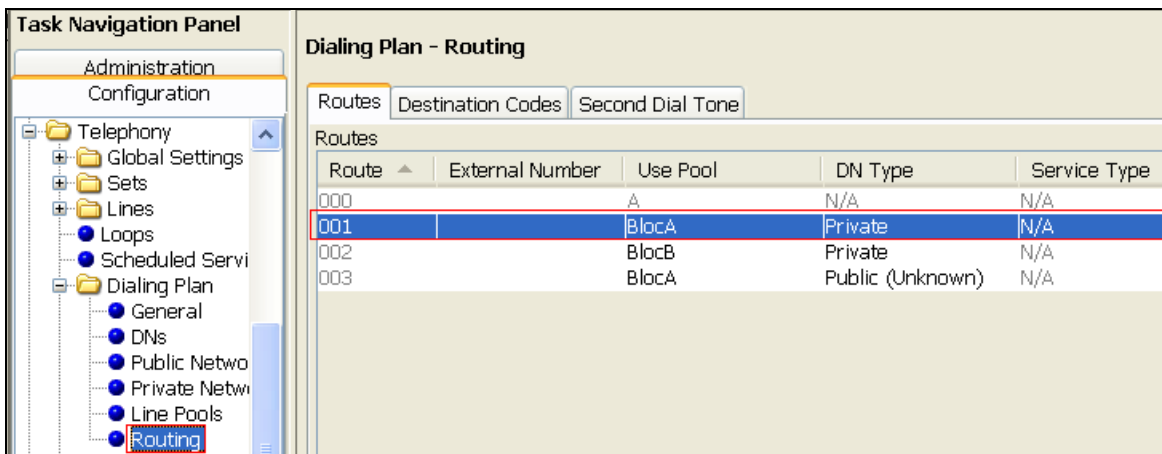 Task Navigation Panel
Administration
Configuration
Telephony
Global Settings
Sets
Lines
Loops
Scheduled Servi
Dialing Plan
General
DNs
Public Netwo
Private Netw
Line Pools
Routing
Dialing Plan - Routing
Routes Destination Codes Second Dial Tone
Routes
Route External Number Use Pool DN Type Service Type
000 A N/A N/A
001 BlocA Private N/A
002 BlocB Private N/A
003 BlocA Public (Unknown) N/A